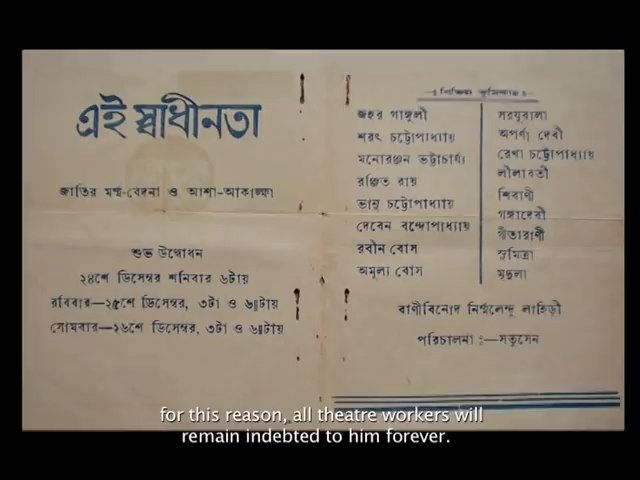 এই স্বাধীনতা
জাতির মর্ম্ম-বেদনা ও আশা-আকাঙ্ক্ষা
শুভ উদ্বোধন
২৪শে ডিসেম্বর শনিবার ৬টায়
রবিবার—২৫শে ডিসেম্বর, ৩টা ও ৬৷৷টায়
সোমবার—২৬শে ডিসেম্বর, ৩টা ও ৬৷৷টায়
জহর গাঙ্গুলী
শরৎ চট্টোপাধ্যায়
মনোরঞ্জন ভট্টাচার্য্য
রঞ্জিত রায়
ভানু চট্টোপাধ্যায়
দেবেন বন্দোপাধ্যায়
রবীন বোস
অমূল্য বোস
সরযূবালা
অপর্ণা দেবী
রেখা চট্টোপাধ্যায়
লীলাবতী
শিবাণী
গঙ্গাদেবী
গীতারাণী
সুমিত্রা
মৃদুলা
বাণীবিনোদ নির্ম্মলেন্দু লাহিড়ী
পরিচালনা :—সতুসেন
for this reason, all theatre workers will
remain indebted to him forever.